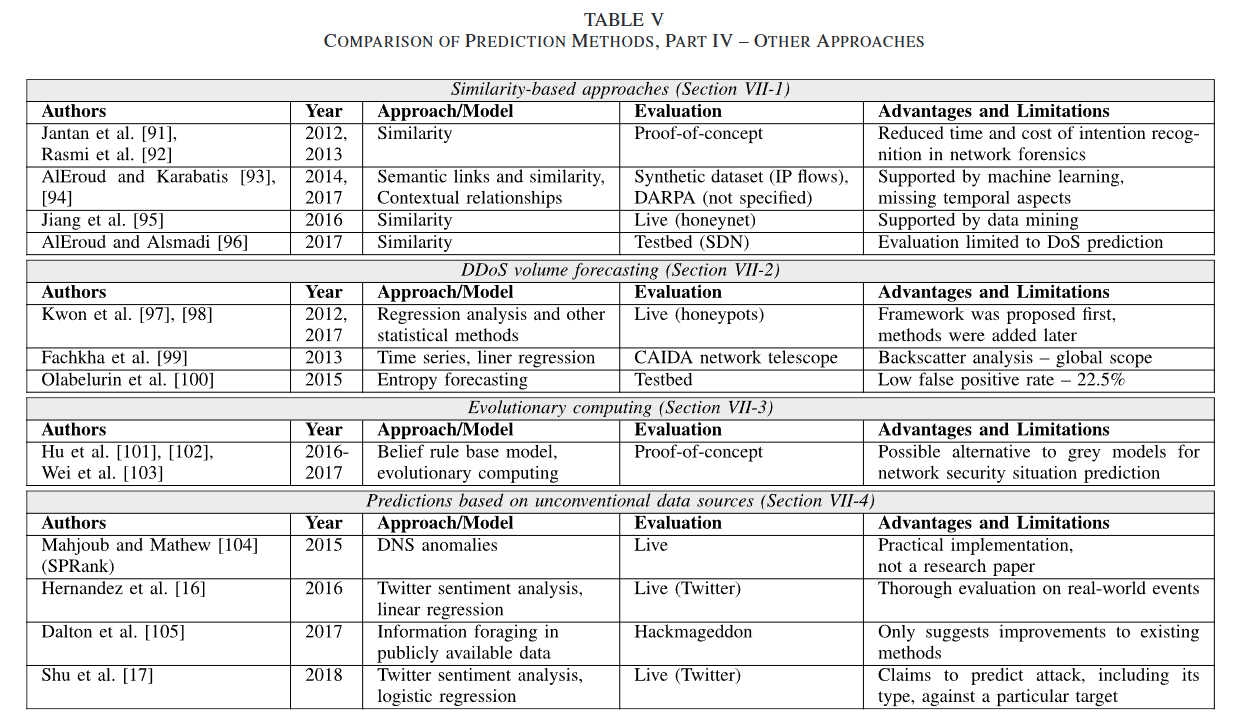 TABLE V
COMPARISON OF PREDICTION METHODS, PART IV – OTHER APPROACHES
Similarity-based approaches (Section VII-1)
Authors Year Approach/Model Evaluation Advantages and Limitations
Jantan et al. [91], 2012, Similarity Proof-of-concept Reduced time and cost of intention recog-
Rasmi et al. [92] 2013 nition in network forensics
AlEroud and Karabatis [93], 2014, Semantic links and similarity, Synthetic dataset (IP flows), Supported by machine learning,
[94] 2017 Contextual relationships DARPA (not specified) missing temporal aspects
Jiang et al. [95] 2016 Similarity Live (honeynet) Supported by data mining
AlEroud and Alsmadi [96] 2017 Similarity Testbed (SDN) Evaluation limited to DoS prediction
DDoS volume forecasting (Section VII-2)
Authors Year Approach/Model Evaluation Advantages and Limitations
Kwon et al. [97], [98] 2012, Regression analysis and other Live (honeypots) Framework was proposed first,
2017 statistical methods methods were added later
Fachkha et al. [99] 2013 Time series, liner regression CAIDA network telescope Backscatter analysis – global scope
Olabelurin et al. [100] 2015 Entropy forecasting Testbed Low false positive rate – 22.5%
Evolutionary computing (Section VII-3)
Authors Year Approach/Model Evaluation Advantages and Limitations
Hu et al. [101], [102], 2016- Belief rule base model, Proof-of-concept Possible alternative to grey models for
Wei et al. [103] 2017 evolutionary computing network security situation prediction
Predictions based on unconventional data sources (Section VII-4)
Authors Year Approach/Model Evaluation Advantages and Limitations
Mahjoub and Mathew [104] 2015 DNS anomalies Live Practical implementation,
(SPRank) not a research paper
Hernandez et al. [16] 2016 Twitter sentiment analysis, Live (Twitter) Thorough evaluation on real-world events
linear regression
Dalton et al. [105] 2017 Information foraging in Hackmageddon Only suggests improvements to existing
publicly available data methods
Shu et al. [17] 2018 Twitter sentiment analysis, Live (Twitter) Claims to predict attack, including its
logistic regression type, against a particular target